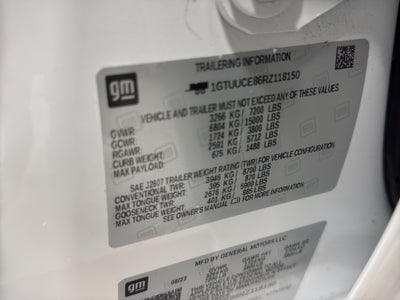 gm
TRAILERING INFORMATION
1GTUUCE86RZ118150
VEHICLE AND TRAILER MUST NOT EXCEED ANY OF THESE VALUES
GVWR: 3266 KG / 7200 LBS
GCWR: 6804 KG / 15000 LBS
RGAWR: 1724 KG / 3800 LBS
CURB WEIGHT: 2591 KG / 5712 LBS
MAX PAYLOAD: 675 KG / 1488 LBS
SAE J2807 TRAILER WEIGHT RATING (TWR) FOR VEHICLE CONFIGURATION
CONVENTIONAL TWR: 3946 KG / 8700 LBS
MAX TONGUE WEIGHT: 395 KG / 870 LBS
GOOSENECK TWR: 2676 KG / 5900 LBS
MAX TONGUE WEIGHT: 401 KG / 885 LBS
SEE OWNER'S MANUAL FOR MORE INFORMATION
gm
MFD BY GENERAL MOTORS LLC
08/23
GVWR